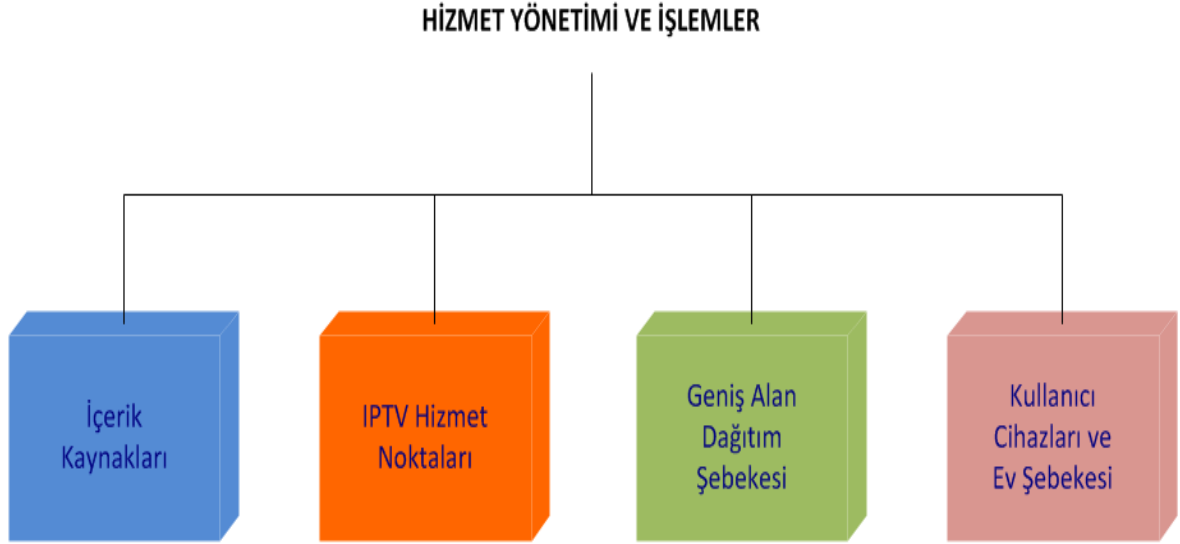 HİZMET YÖNETİMİ VE İŞLEMLER
İçerik
Kaynakları
IPTV Hizmet
Noktaları
Geniş Alan
Dağıtım
Şebekesi
Kullanıcı
Cihazları ve
Ev Şebekesi